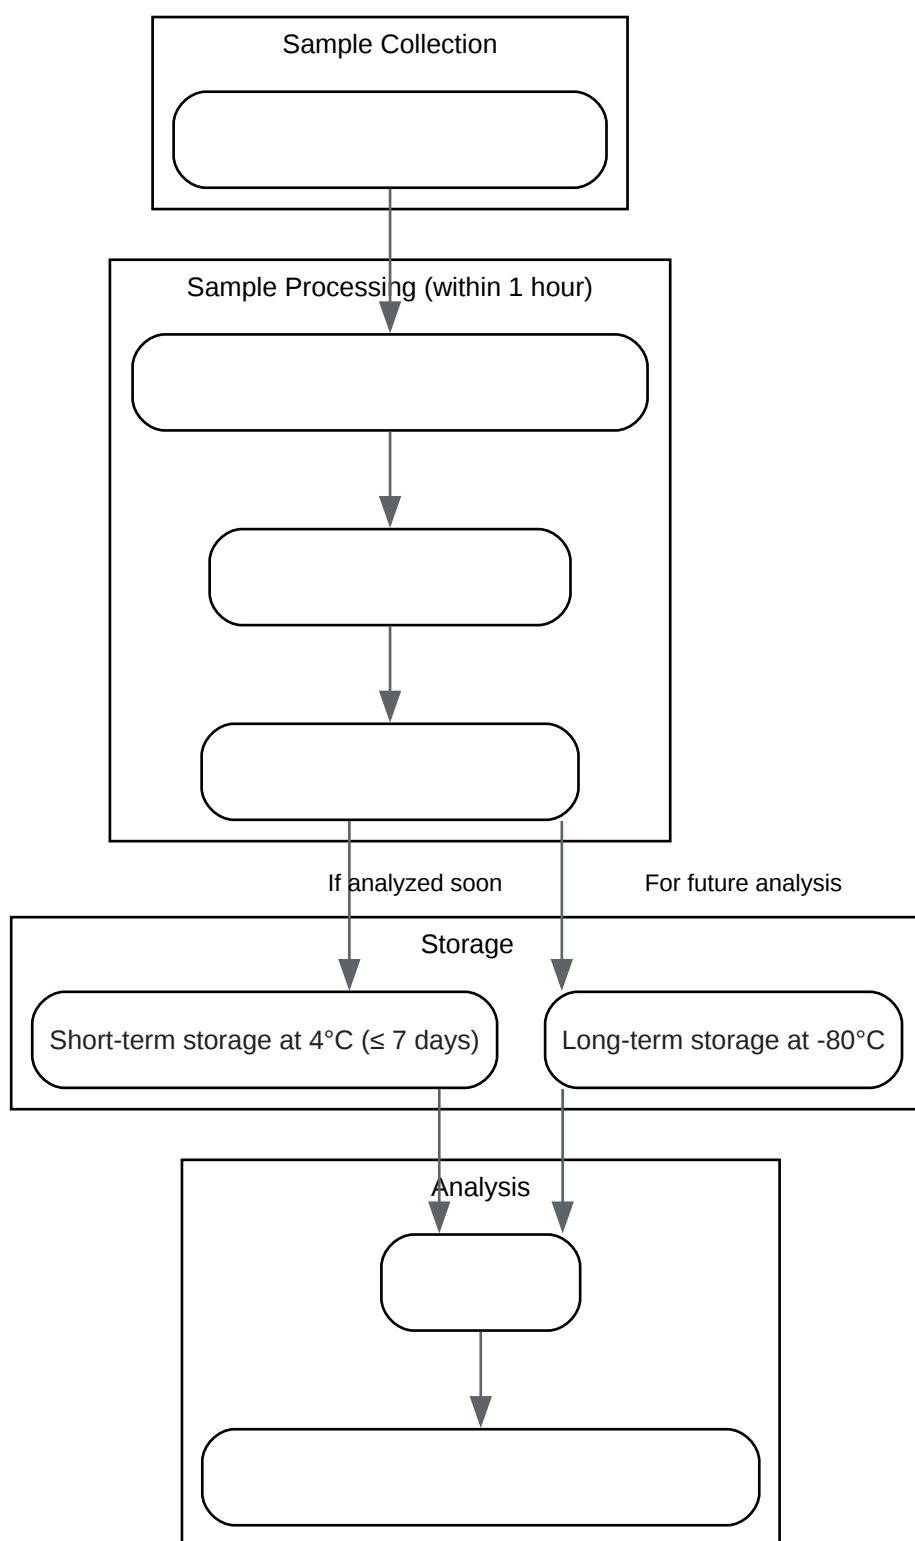 Sample Collection
Sample Processing (within 1 hour)
If analyzed soon
For future analysis
Storage
Short-term storage at 4°C (≤ 7 days)
Long-term storage at -80°C
Analysis